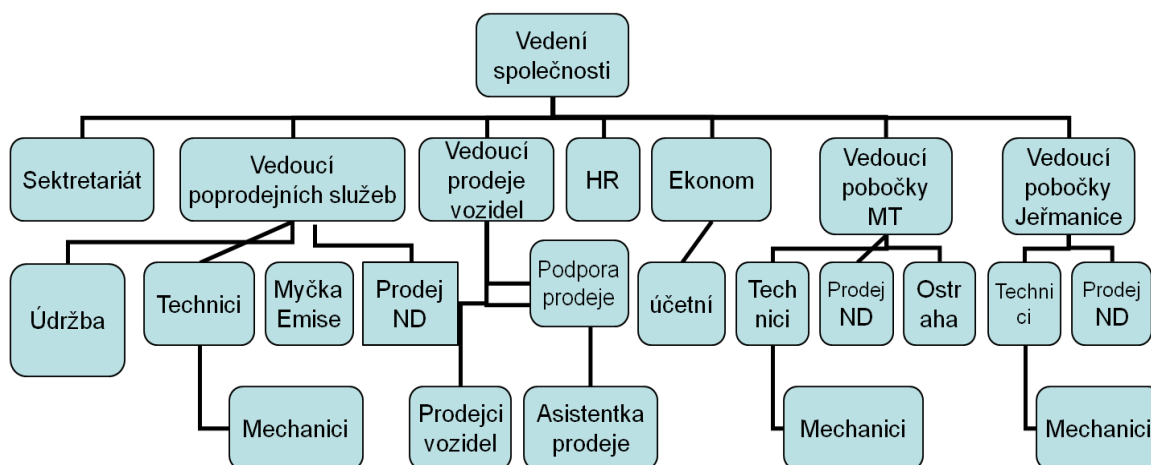 Vedení
společnosti
Sektretariát
Vedoucí
poprodejních služeb
Vedoucí
prodeje
vozidel
HR
Ekonom
Vedoucí
pobočky
MT
Vedoucí
pobočky
Jeřmanice
Údržba
Technici
Myčka
Emise
Prodej
ND
Podpora
prodeje
účetní
Tech
nici
Prodej
ND
Ostr
aha
Techni
ci
Prodej
ND
Mechanici
Prodejci
vozidel
Asistentka
prodeje
Mechanici
Mechanici